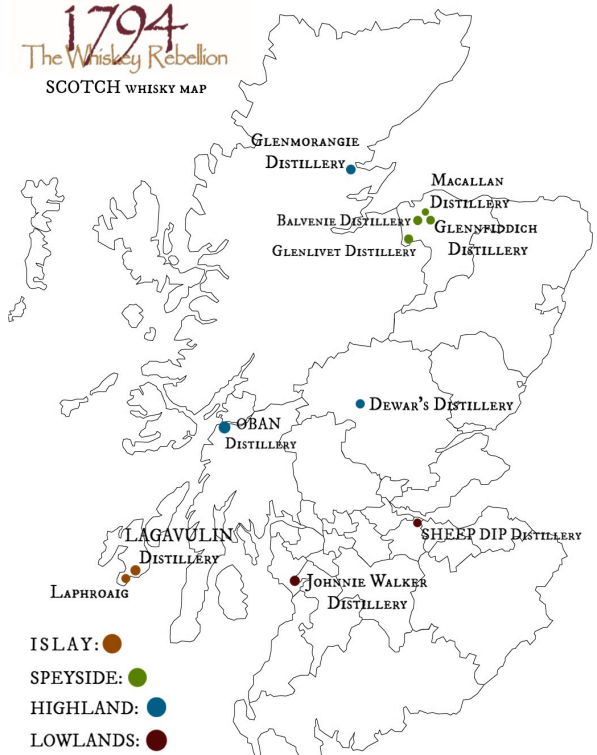 1794
The Whiskey Rebellion
SCOTCH WHISKY MAP
GLENMORANGIE
DISTILLERY
MACALLAN
DISTILLERY
BALVENIE DISTILLERY
GLENNFIDDICH
DISTILLERY
GLENLIVET DISTILLERY
DEWAR'S DISTILLERY
OBAN
DISTILLERY
SHEEP DIP DISTILLERY
LAGAVULIN
DISTILLERY
LAPHROAIG
JOHNNIE WALKER
DISTILLERY
ISLAY:
SPEYSIDE:
HIGHLAND:
LOWLANDS: